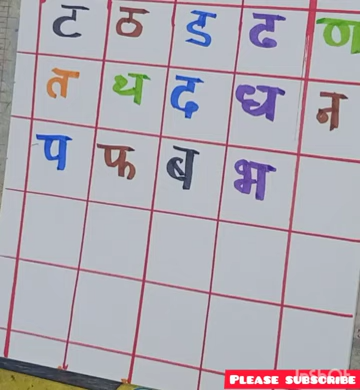 ट ठ ड ढ ण
त थ द ध न
प फ ब भ
PLEASE SUBSCRIBE